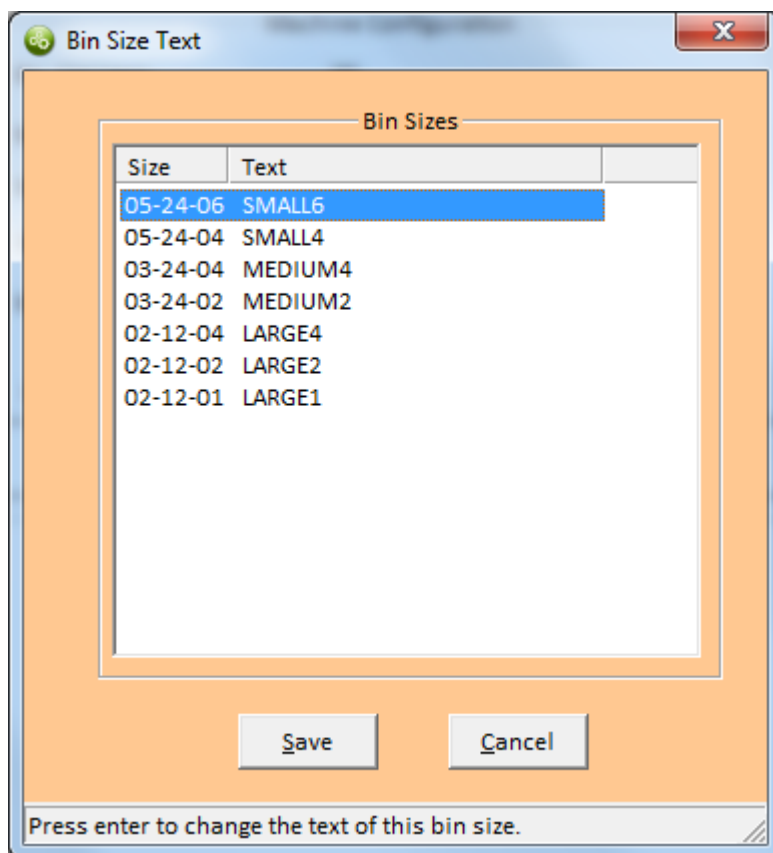 Bin Size Text
Bin Sizes
Size Text
05-24-06 SMALL6
05-24-04 SMALL4
03-24-04 MEDIUM4
03-24-02 MEDIUM2
02-12-04 LARGE4
02-12-02 LARGE2
02-12-01 LARGE1
Save Cancel
Press enter to change the text of this bin size.